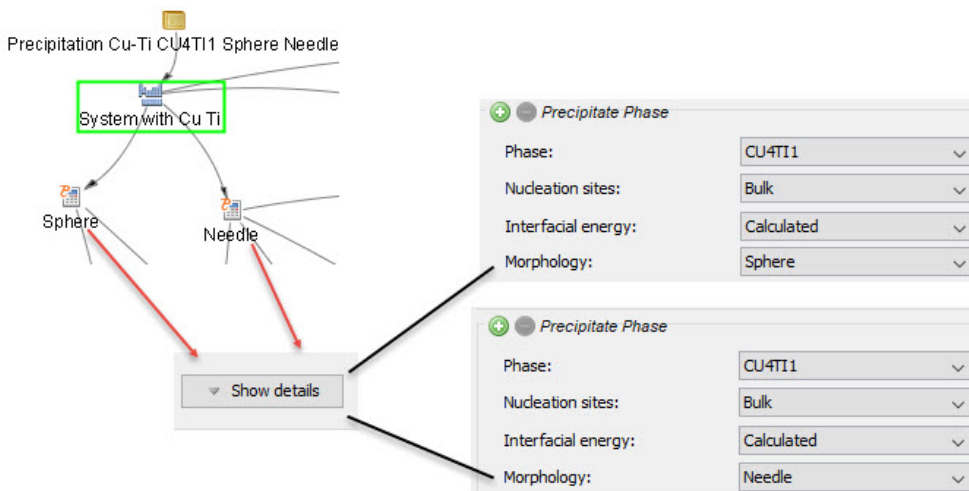 Precipitation Cu-Ti CU4TI1 Sphere Needle
System with Cu Ti
Sphere
Needle
Show details
Precipitate Phase
Phase: CU4TI1
Nucleation sites: Bulk
Interfacial energy: Calculated
Morphology: Sphere
Precipitate Phase
Phase: CU4TI1
Nucleation sites: Bulk
Interfacial energy: Calculated
Morphology: Needle